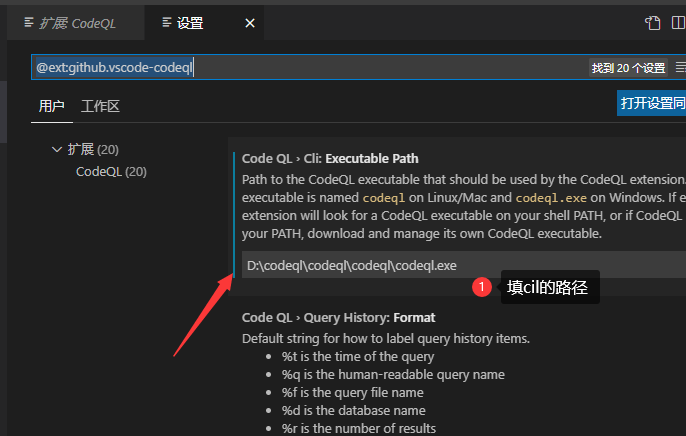 扩展: CodeQL
设置
@ext:github.vscode-codeql
找到 20 个设置
用户
工作区
打开设置同
扩展 (20)
CodeQL (20)
Code QL › Cli: Executable Path
Path to the CodeQL executable that should be used by the CodeQL extension.
executable is named codeql on Linux/Mac and codeql.exe on Windows. If e
extension will look for a CodeQL executable on your shell PATH, or if CodeQL
your PATH, download and manage its own CodeQL executable.
D:\codeql\codeql\codeql\codeql.exe
1 填cil的路径
Code QL › Query History: Format
Default string for how to label query history items.
• %t is the time of the query
• %q is the human-readable query name
• %f is the query file name
• %d is the database name
• %r is the number of results